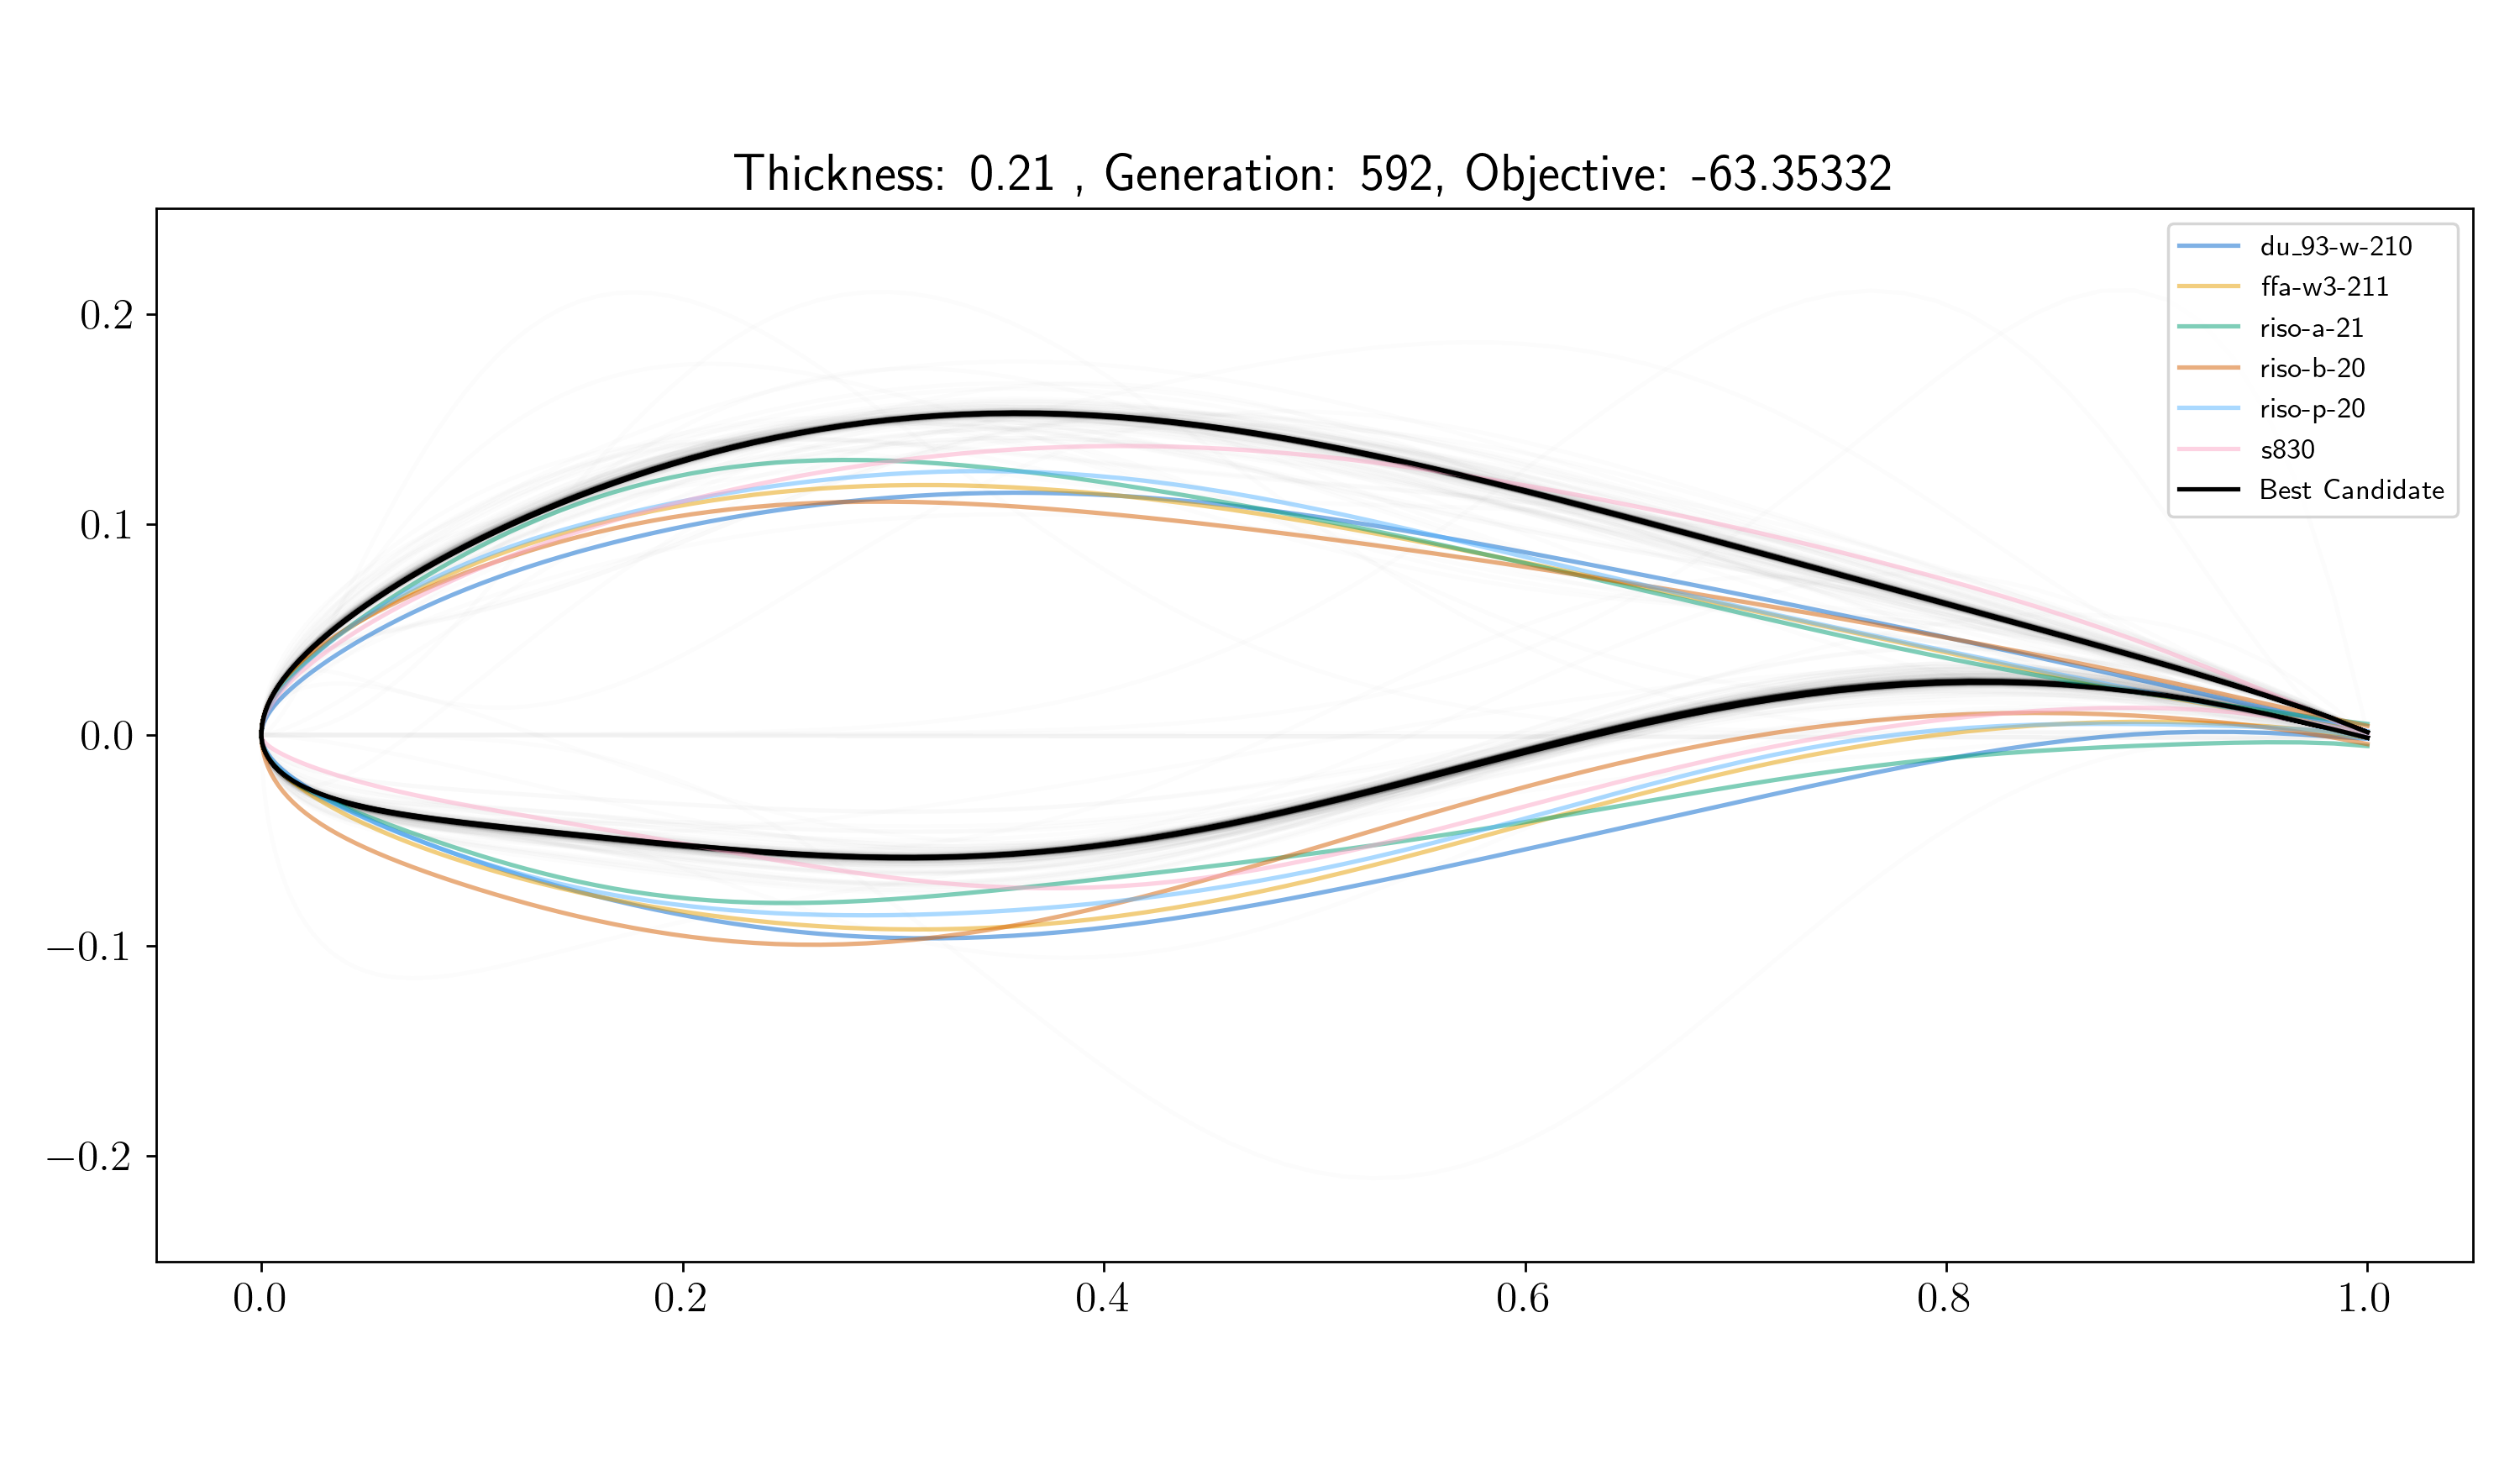 Thickness: 0.21 , Generation: 592, Objective: -63.35332
du_93-w-210
ffa-w3-211
riso-a-21
riso-b-20
riso-p-20
s830
Best Candidate
0.2
0.1
0.0
−0.1
−0.2
0.0 0.2 0.4 0.6 0.8 1.0